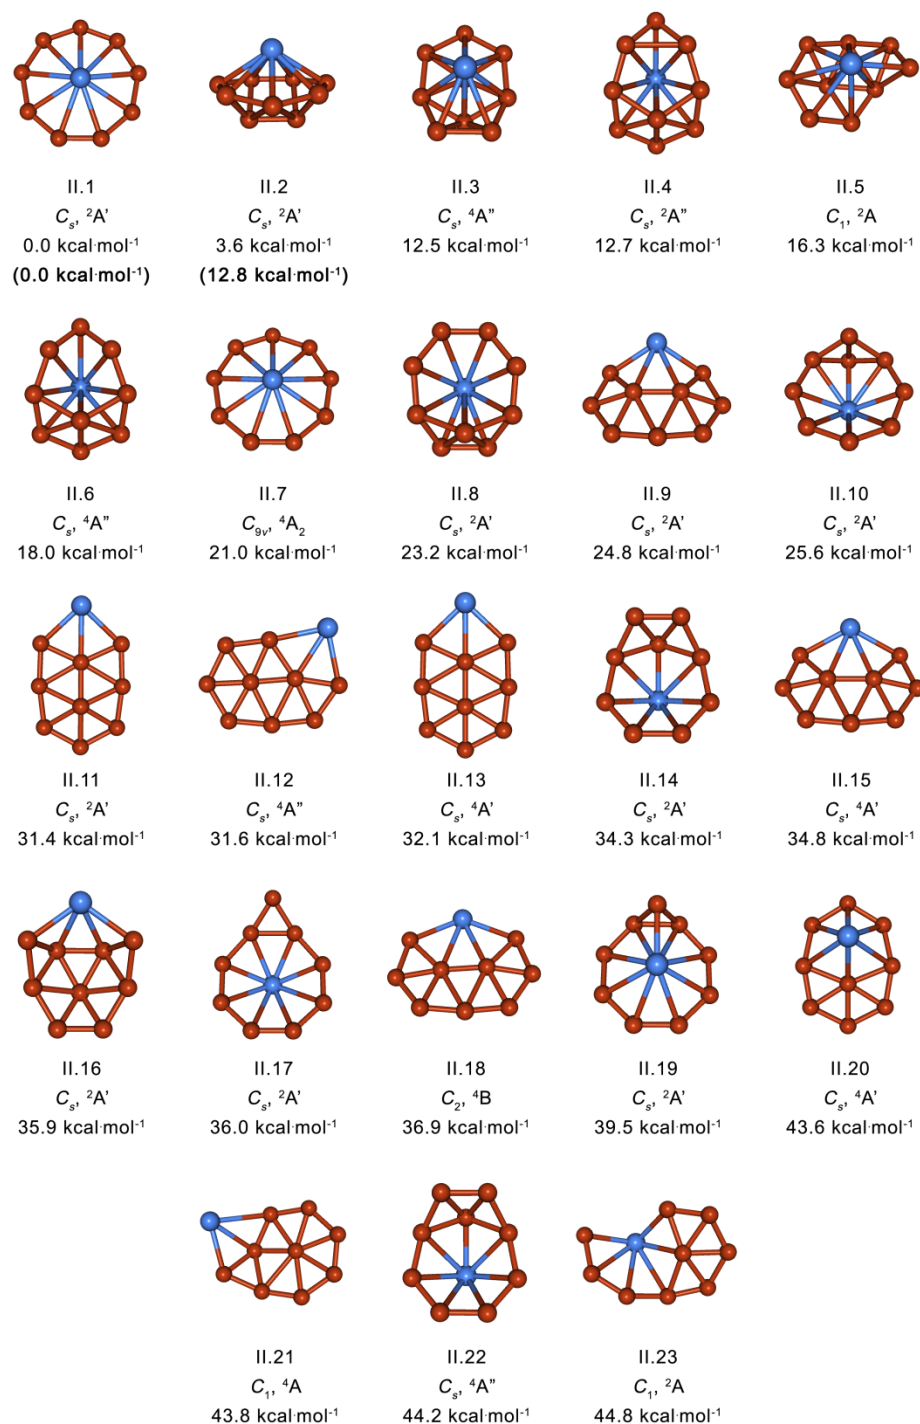 II.1 II.2 II.3 II.4 II.5
Cₛ, ²A’ Cₛ, ²A’ Cₛ, ⁴A” Cₛ, ²A” C₁, ²A
0.0 kcal·mol⁻¹ 3.6 kcal·mol⁻¹ 12.5 kcal·mol⁻¹ 12.7 kcal·mol⁻¹ 16.3 kcal·mol⁻¹
(0.0 kcal·mol⁻¹) (12.8 kcal·mol⁻¹)
II.6 II.7 II.8 II.9 II.10
Cₛ, ⁴A” C₉ᵥ, ⁴A₂ Cₛ, ²A’ Cₛ, ²A’ Cₛ, ²A’
18.0 kcal·mol⁻¹ 21.0 kcal·mol⁻¹ 23.2 kcal·mol⁻¹ 24.8 kcal·mol⁻¹ 25.6 kcal·mol⁻¹
II.11 II.12 II.13 II.14 II.15
Cₛ, ²A’ Cₛ, ⁴A” Cₛ, ⁴A’ Cₛ, ²A’ Cₛ, ⁴A’
31.4 kcal·mol⁻¹ 31.6 kcal·mol⁻¹ 32.1 kcal·mol⁻¹ 34.3 kcal·mol⁻¹ 34.8 kcal·mol⁻¹
II.16 II.17 II.18 II.19 II.20
Cₛ, ²A’ Cₛ, ²A’ C₂, ⁴B Cₛ, ²A’ Cₛ, ⁴A’
35.9 kcal·mol⁻¹ 36.0 kcal·mol⁻¹ 36.9 kcal·mol⁻¹ 39.5 kcal·mol⁻¹ 43.6 kcal·mol⁻¹
II.21 II.22 II.23
C₁, ⁴A Cₛ, ⁴A” C₁, ²A
43.8 kcal·mol⁻¹ 44.2 kcal·mol⁻¹ 44.8 kcal·mol⁻¹